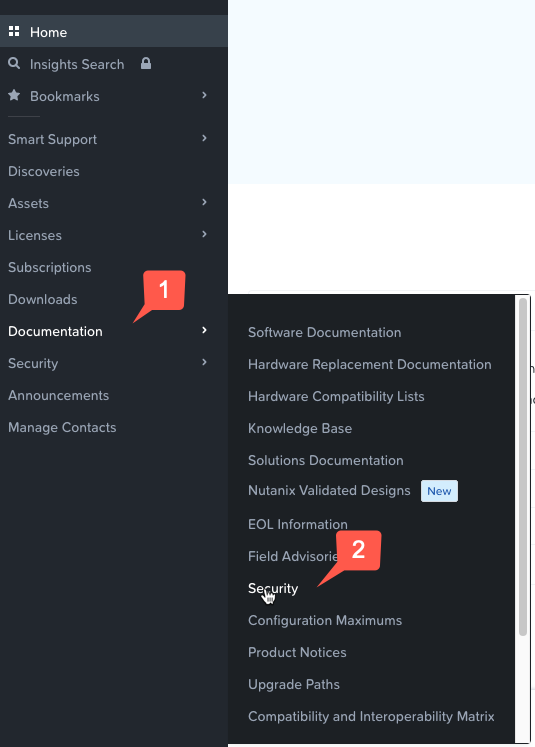 Home
Insights Search
Bookmarks
Smart Support
Discoveries
Assets
Licenses
Subscriptions
Downloads
1
Documentation
Security
Announcements
Manage Contacts
Software Documentation
Hardware Replacement Documentation
Hardware Compatibility Lists
Knowledge Base
Solutions Documentation
Nutanix Validated Designs New
EOL Information
Field Advisorie
2
Security
Configuration Maximums
Product Notices
Upgrade Paths
Compatibility and Interoperability Matrix